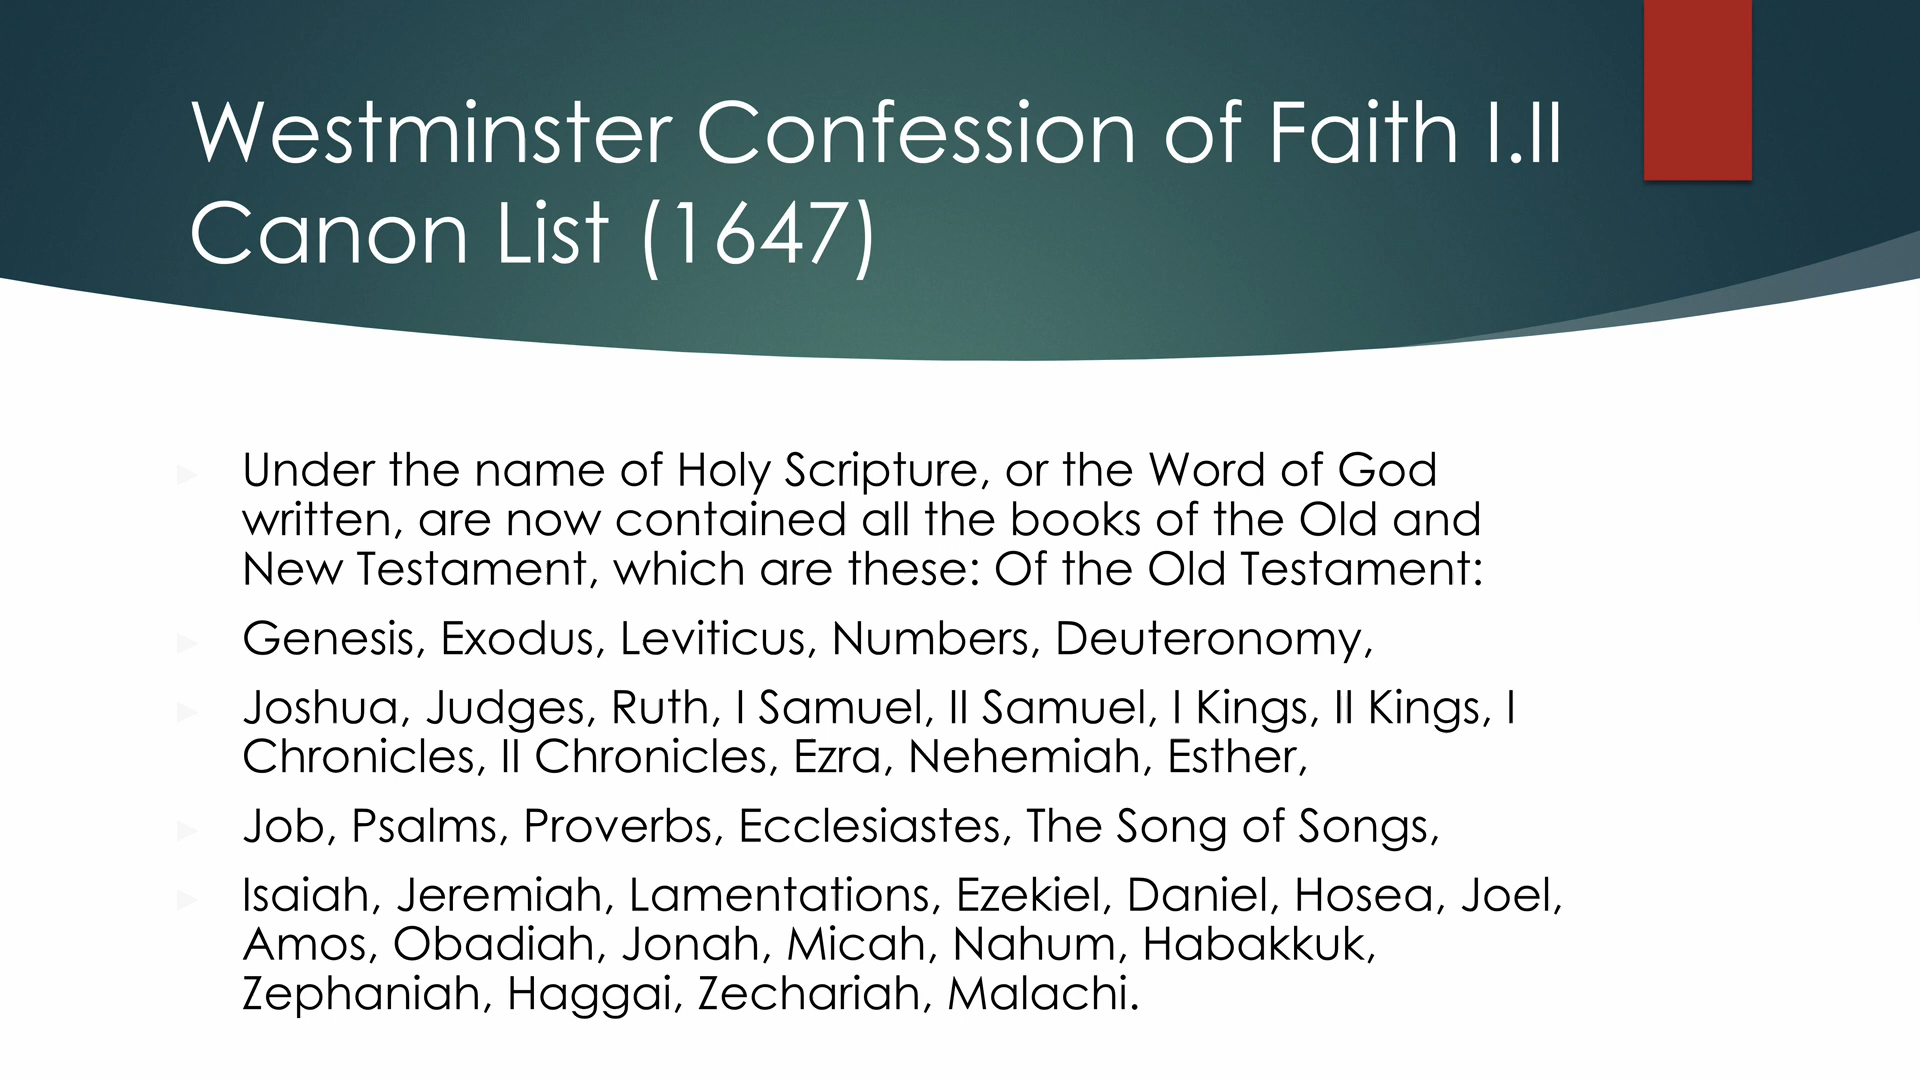 Westminster Confession of Faith I.II
Canon List (1647)
Under the name of Holy Scripture, or the Word of God
written, are now contained all the books of the Old and
New Testament, which are these: Of the Old Testament:
Genesis, Exodus, Leviticus, Numbers, Deuteronomy,
Joshua, Judges, Ruth, I Samuel, II Samuel, I Kings, II Kings, I
Chronicles, II Chronicles, Ezra, Nehemiah, Esther,
Job, Psalms, Proverbs, Ecclesiastes, The Song of Songs,
Isaiah, Jeremiah, Lamentations, Ezekiel, Daniel, Hosea, Joel,
Amos, Obadiah, Jonah, Micah, Nahum, Habakkuk,
Zephaniah, Haggai, Zechariah, Malachi.